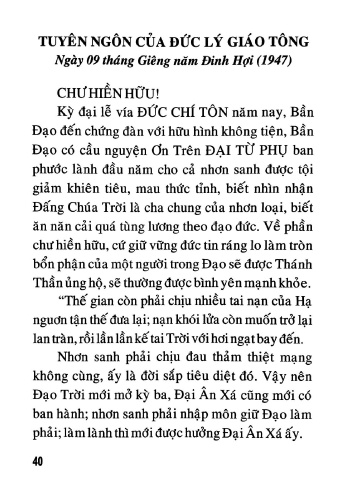 TUYÊN NGÔN CỦA ĐỨC LÝ GIÁO TÔNG
Ngày 09 tháng Giêng năm Đinh Hợi (1947)
CHƯ HIỀN HỮU!
Kỳ đại lễ vía ĐỨC CHÍ TÔN năm nay, Bần
Đạo đến chứng đàn với hữu hình không tiện, Bần
Đạo có cầu nguyện Ơn Trên ĐẠI TỪ PHỤ ban
phước lành đầu năm cho cả nhơn sanh được tội
giảm khiên tiêu, mau thức tỉnh, biết nhìn nhận
Đấng Chúa Trời là cha chung của nhơn loại, biết
ăn năn cải quá tùng lương theo đạo đức. Về phần
chư hiền hữu, cứ giữ vững đức tin ráng lo làm tròn
bổn phận của một người trong Đạo sẽ được Thánh
Thần ủng hộ, sẽ thường được bình yên mạnh khỏe.
“Thế gian còn phải chịu nhiều tai nạn của Hạ
ngươn tận thế đưa lại; nạn khói lửa còn muốn trở lại
lan tràn, rồi lần lần kế tai Trời với hơi ngạt bay đến.
Nhơn sanh phải chịu đau thảm thiệt mạng
không cùng, ấy là đời sắp tiêu diệt đó. Vậy nên
Đạo Trời mới mở kỳ ba, Đại Ân Xá cũng mới có
ban hành; nhơn sanh phải nhập môn giữ Đạo làm
phải; làm lành thì mới được hưởng Đại Ân Xá ấy.
40